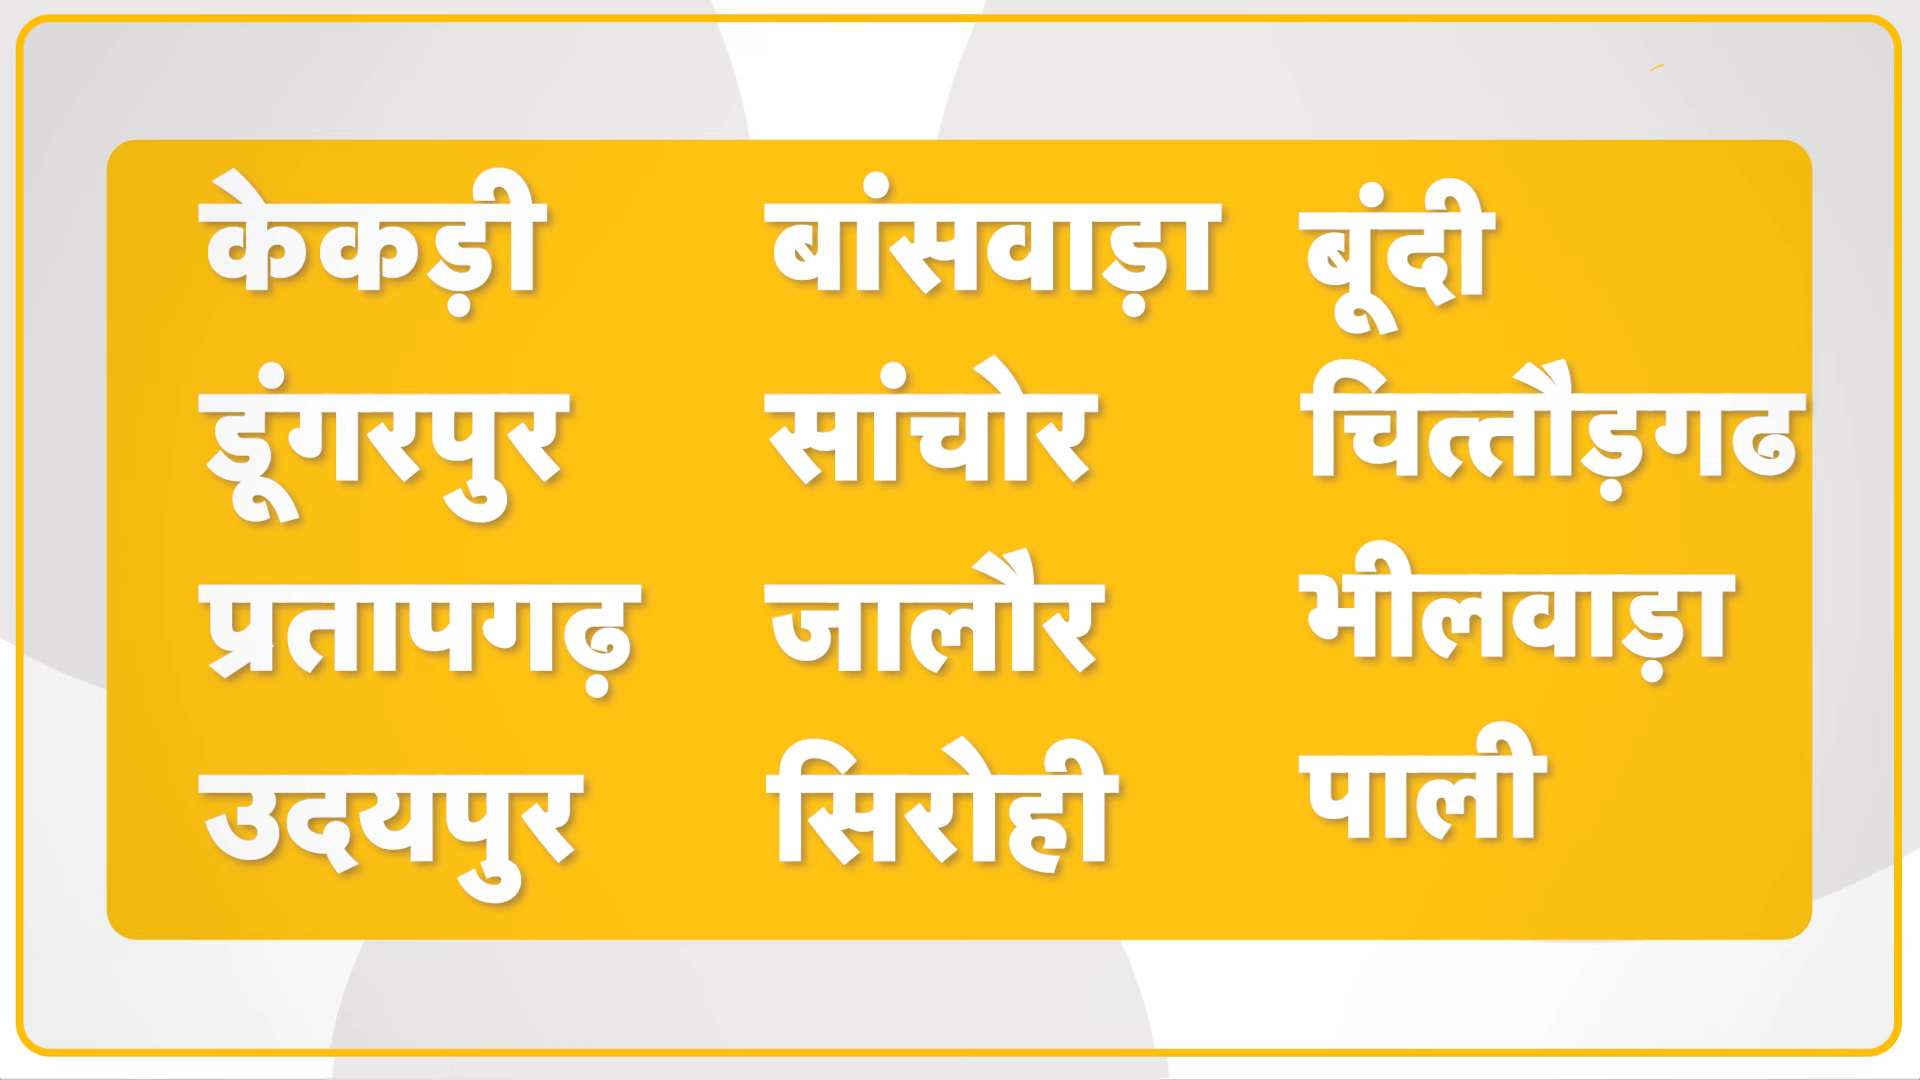 केकड़ी
बांसवाड़ा
बूंदी
डूंगरपुर
सांचोर
चित्तौड़गढ
प्रतापगढ़
जालौर
भीलवाड़ा
उदयपुर
सिरोही
पाली